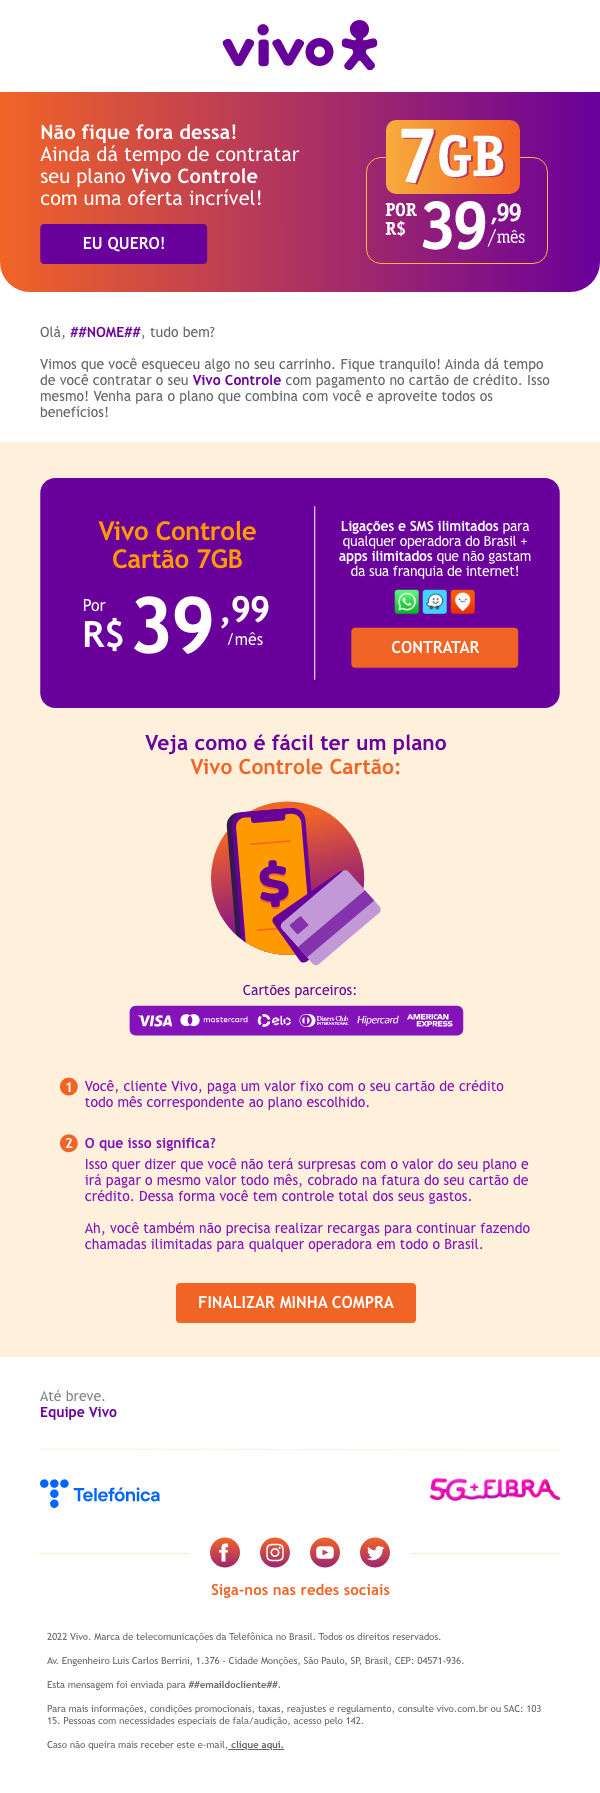 vivo
Não fique fora dessa!
Ainda dá tempo de contratar
seu plano Vivo Controle
com uma oferta incrível!
EU QUERO!
7GB
POR R$ 39,99 /mês
Olá, ##NOME##, tudo bem?
Vimos que você esqueceu algo no seu carrinho. Fique tranquilo! Ainda dá tempo
de você contratar o seu Vivo Controle com pagamento no cartão de crédito. Isso
mesmo! Venha para o plano que combina com você e aproveite todos os
benefícios!
Vivo Controle
Cartão 7GB
Por
R$ 39,99 /mês
Ligações e SMS ilimitados para
qualquer operadora do Brasil +
apps ilimitados que não gastam
da sua franquia de internet!
CONTRATAR
Veja como é fácil ter um plano
Vivo Controle Cartão:
$
Cartões parceiros:
VISA mastercard elo Diners Club INTERNATIONAL Hipercard AMERICAN EXPRESS
1 Você, cliente Vivo, paga um valor fixo com o seu cartão de crédito
todo mês correspondente ao plano escolhido.
2 O que isso significa?
Isso quer dizer que você não terá surpresas com o valor do seu plano e
irá pagar o mesmo valor todo mês, cobrado na fatura do seu cartão de
crédito. Dessa forma você tem controle total dos seus gastos.
Ah, você também não precisa realizar recargas para continuar fazendo
chamadas ilimitadas para qualquer operadora em todo o Brasil.
FINALIZAR MINHA COMPRA
Até breve.
Equipe Vivo
Telefónica
5G+FIBRA
Siga-nos nas redes sociais
2022 Vivo. Marca de telecomunicações da Telefônica no Brasil. Todos os direitos reservados.
Av. Engenheiro Luis Carlos Berrini, 1.376 - Cidade Monções, São Paulo, SP, Brasil, CEP: 04571-936.
Esta mensagem foi enviada para ##emaildocliente##.
Para mais informações, condições promocionais, taxas, reajustes e regulamento, consulte vivo.com.br ou SAC: 103
15. Pessoas com necessidades especiais de fala/audição, acesso pelo 142.
Caso não queira mais receber este e-mail, clique aqui.